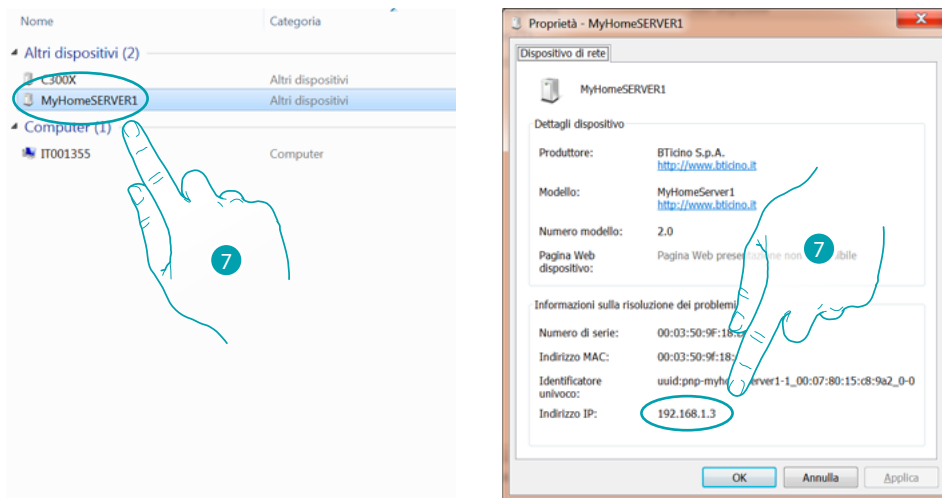 Nome Categoria
Altri dispositivi (2)
C300X Altri dispositivi
MyHomeSERVER1 Altri dispositivi
Computer (1)
IT001355 Computer
7
Proprietà - MyHomeSERVER1
Dispositivo di rete
MyHomeSERVER1
Dettagli dispositivo
Produttore: BTicino S.p.A.
http://www.bticino.it
Modello: MyHomeServer1
http://www.bticino.it
Numero modello: 2.0
Pagina Web dispositivo: Pagina Web non
7
Informazioni sulla risoluzione dei problemi
Numero di serie: 00:03:50:9F:18:
Indirizzo MAC: 00:03:50:9f:18:
Identificatore univoco: erver1-1_00:07:80:15:c8:9a2_0-0
Indirizzo IP: 192.168.1.3
OK Annulla Applica